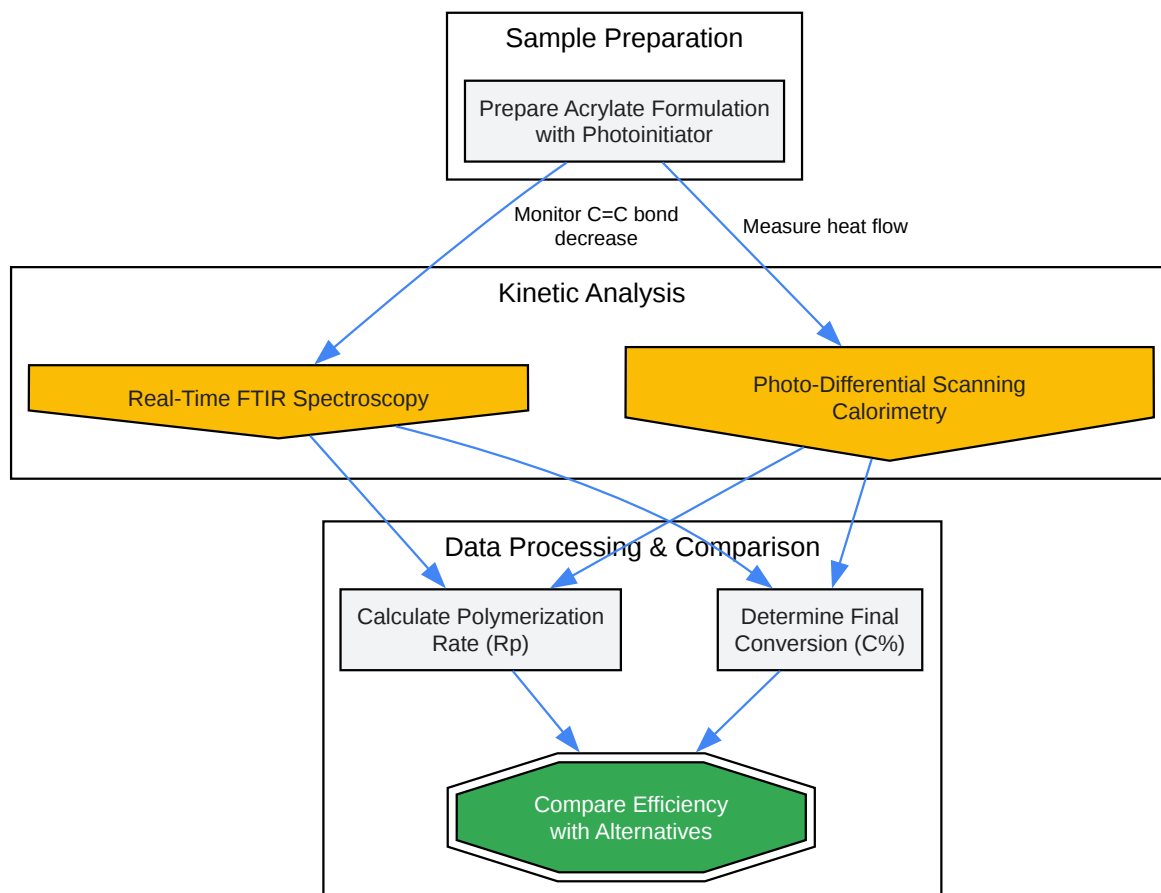 Sample Preparation
Prepare Acrylate Formulation
with Photoinitiator
Monitor C=C bond
decrease
Measure heat flow
Kinetic Analysis
Real-Time FTIR Spectroscopy
Photo-Differential Scanning
Calorimetry
Data Processing & Comparison
Calculate Polymerization
Rate (Rp)
Determine Final
Conversion (C%)
Compare Efficiency
with Alternatives